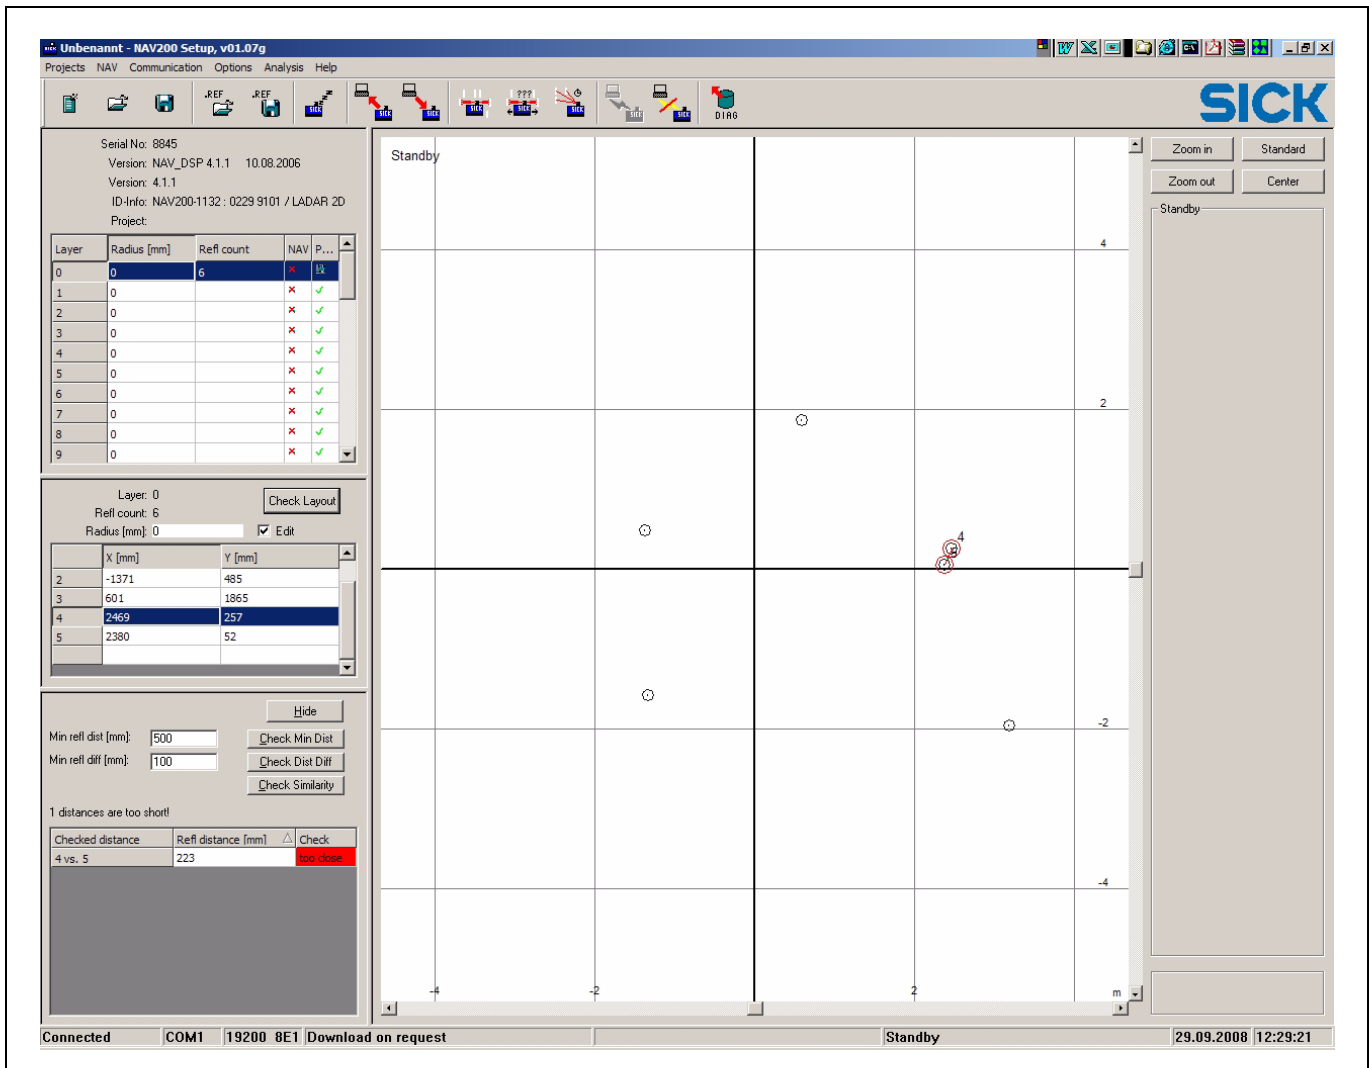 Unbenannt - NAV200 Setup, v01.07g
Projects NAV Communication Options Analysis Help
.REF .REF ??? DIAG
SICK
Serial No: 8845
Version: NAV_DSP 4.1.1 10.08.2006
Version: 4.1.1
ID-Info: NAV200-1132 : 0229 9101 / LADAR 2D
Project:
Layer Radius [mm] Refl count NAV P...
0 0 6
1 0
2 0
3 0
4 0
5 0
6 0
7 0
8 0
9 0
Layer: 0
Refl count: 6
Radius [mm]: 0
Check Layout
Edit
X [mm] Y [mm]
2 -1371 485
3 601 1865
4 2469 257
5 2380 52
Hide
Min refl dist [mm]: 500 Check Min Dist
Min refl diff [mm]: 100 Check Dist Diff
Check Similarity
1 distances are too short!
Checked distance Refl distance [mm] Check
4 vs. 5 223 too close
Standby
4
2
4
5
-2
-4
-4 -2 2 m
Zoom in Standard
Zoom out Center
Standby
Connected COM1 19200 8E1 Download on request Standby 29.09.2008 12:29:21